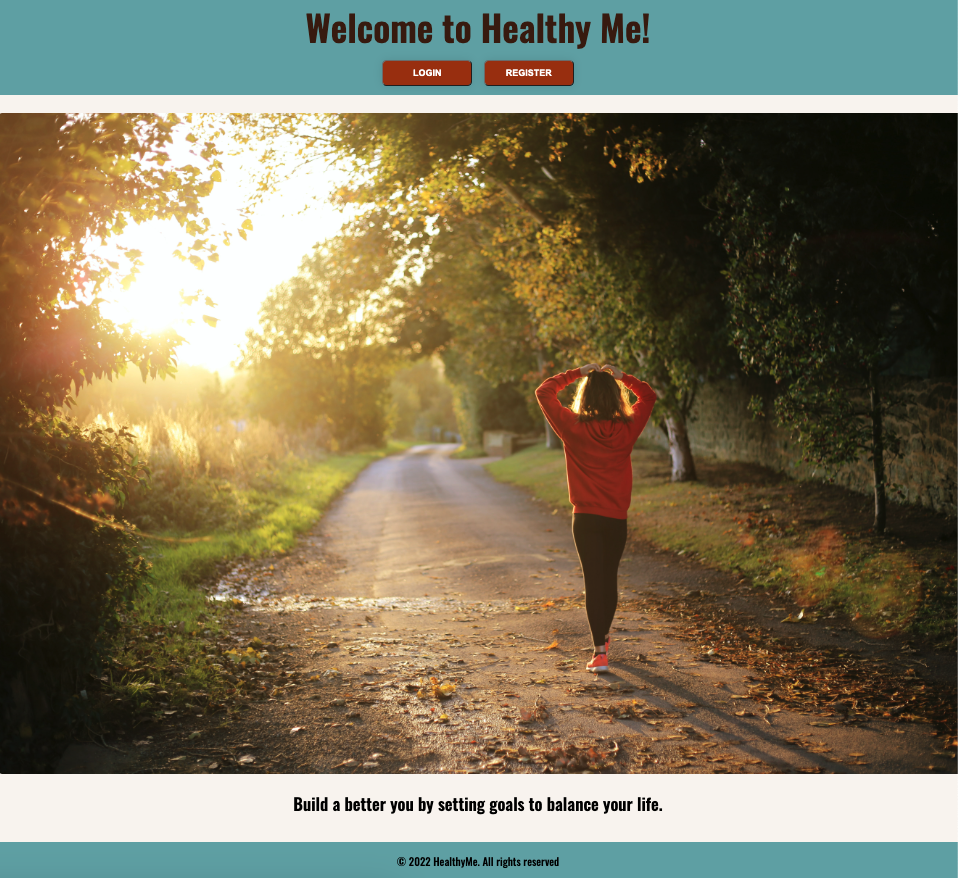 Welcome to Healthy Me!
LOGIN REGISTER
Build a better you by setting goals to balance your life.
© 2022 HealthyMe. All rights reserved